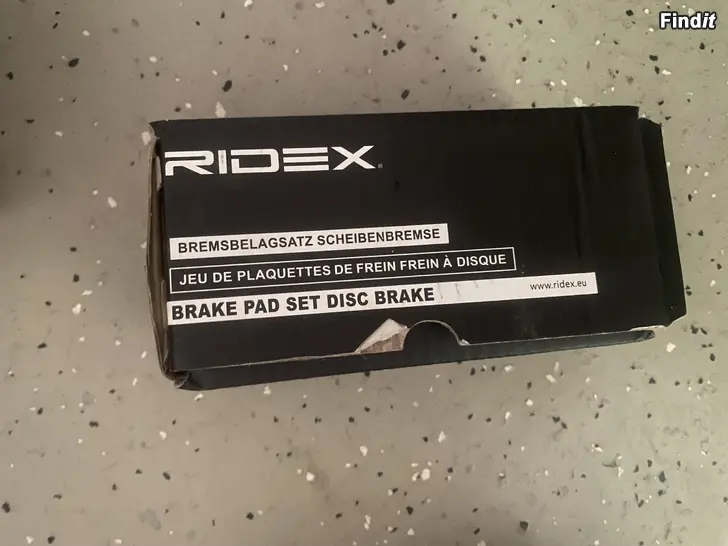 Findit
RIDEX
BREMSBELAGSATZ SCHEIBENBREMSE
JEU DE PLAQUETTES DE FREIN FREIN À DISQUE
BRAKE PAD SET DISC BRAKE
www.ridex.eu